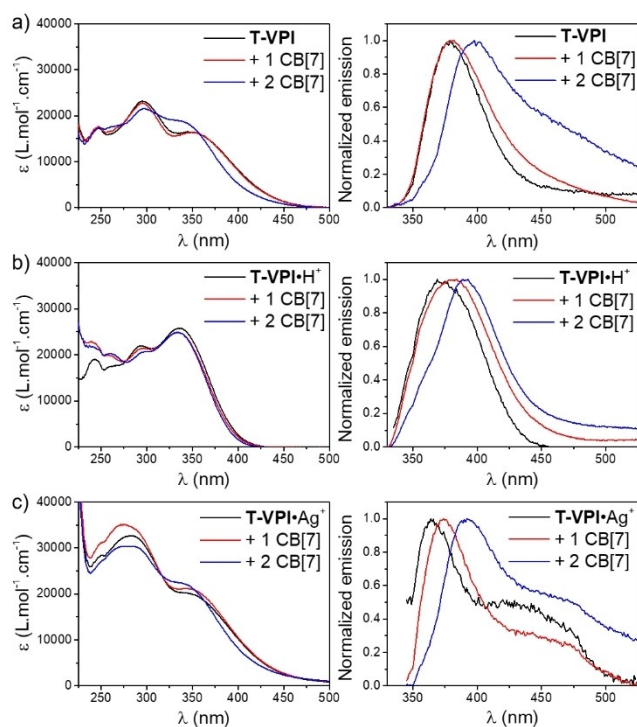 a)
T-VPI
+ 1 CB[7]
+ 2 CB[7]
ε (L.mol⁻¹.cm⁻¹)
40000
30000
20000
10000
0
250 300 350 400 450 500
λ (nm)
T-VPI
+ 1 CB[7]
+ 2 CB[7]
Normalized emission
1.0
0.8
0.6
0.4
0.2
0.0
350 400 450 500
λ (nm)
b)
T-VPI•H⁺
+ 1 CB[7]
+ 2 CB[7]
ε (L.mol⁻¹.cm⁻¹)
40000
30000
20000
10000
0
250 300 350 400 450 500
λ (nm)
T-VPI•H⁺
+ 1 CB[7]
+ 2 CB[7]
Normalized emission
1.0
0.8
0.6
0.4
0.2
0.0
350 400 450 500
λ (nm)
c)
T-VPI•Ag⁺
+ 1 CB[7]
+ 2 CB[7]
ε (L.mol⁻¹.cm⁻¹)
40000
30000
20000
10000
0
250 300 350 400 450 500
λ (nm)
T-VPI•Ag⁺
+ 1 CB[7]
+ 2 CB[7]
Normalized emission
1.0
0.8
0.6
0.4
0.2
0.0
350 400 450 500
λ (nm)